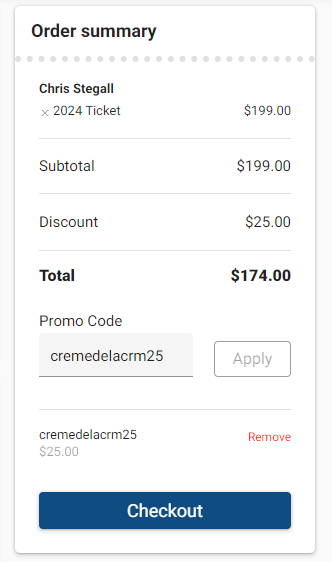 Order summary
Chris Stegall
× 2024 Ticket $199.00
Subtotal $199.00
Discount $25.00
Total $174.00
Promo Code
cremedelacrm25 Apply
cremedelacrm25 Remove
$25.00
Checkout